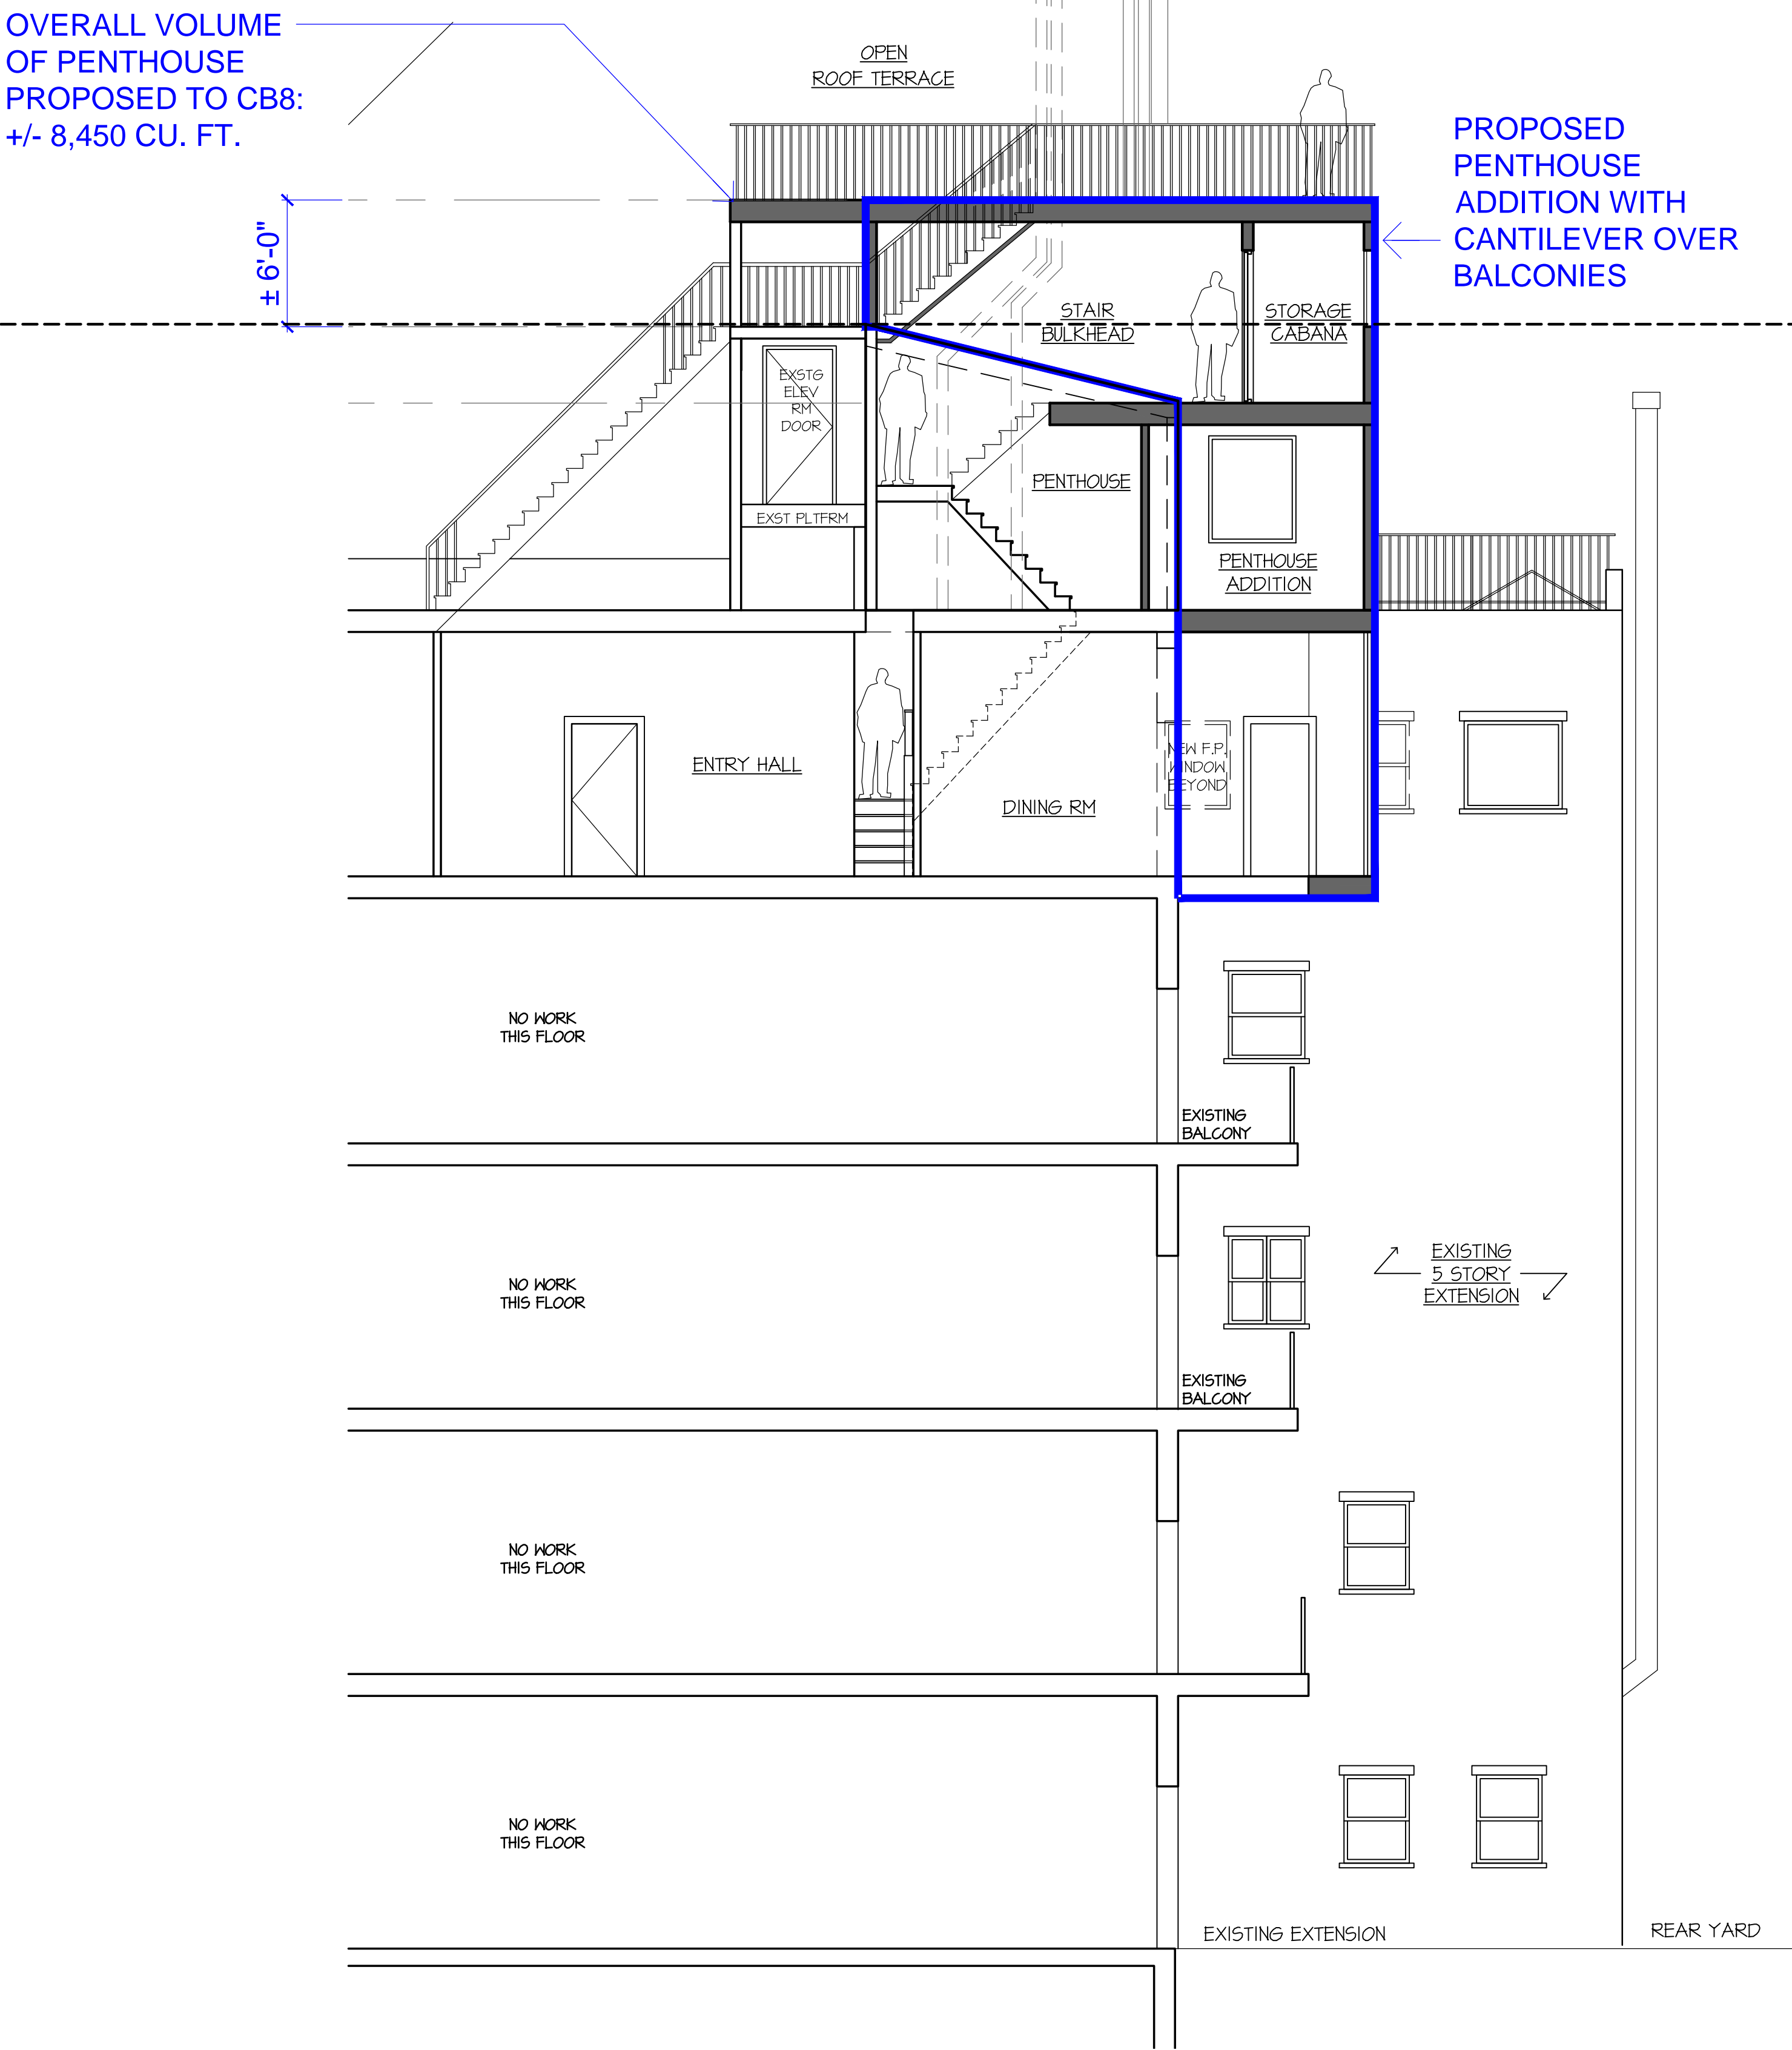 OVERALL VOLUME
OF PENTHOUSE
PROPOSED TO CB8:
+/- 8,450 CU. FT.
OPEN
ROOF TERRACE
PROPOSED
PENTHOUSE
ADDITION WITH
CANTILEVER OVER
BALCONIES
± 6'-0"
STAIR
BULKHEAD
STORAGE
CABANA
EXSTG
ELEV
RM
DOOR
EXST PLTFRM
PENTHOUSE
PENTHOUSE
ADDITION
ENTRY HALL
DINING RM
NEW F.P.
WINDOW
BEYOND
NO WORK
THIS FLOOR
EXISTING
BALCONY
NO WORK
THIS FLOOR
EXISTING
5 STORY
EXTENSION
EXISTING
BALCONY
NO WORK
THIS FLOOR
NO WORK
THIS FLOOR
EXISTING EXTENSION
REAR YARD